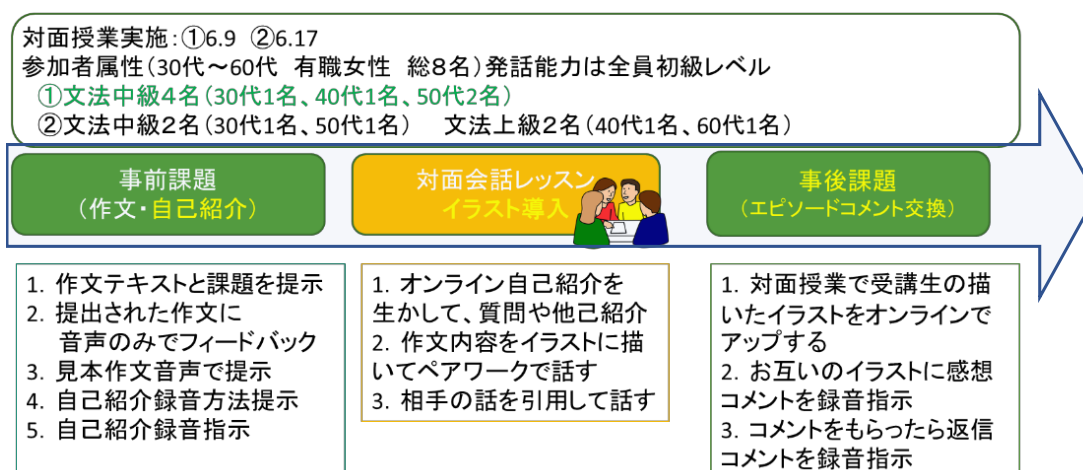 対面授業実施:①6.9 ②6.17
参加者属性(30代～60代 有職女性 総8名)発話能力は全員初級レベル
①文法中級4名(30代1名、40代1名、50代2名)
②文法中級2名(30代1名、50代1名) 文法上級2名(40代1名、60代1名)
事前課題
(作文・自己紹介)
対面会話レッスン
イラスト導入
事後課題
(エピソードコメント交換)
1. 作文テキストと課題を提示
2. 提出された作文に
音声のみでフィードバック
3. 見本作文音声で提示
4. 自己紹介録音方法提示
5. 自己紹介録音指示
1. オンライン自己紹介を
生かして、質問や他己紹介
2. 作文内容をイラストに描
いてペアワークで話す
3. 相手の話を引用して話す
1. 対面授業で受講生の描
いたイラストをオンラインで
アップする
2. お互いのイラストに感想
コメントを録音指示
3. コメントをもらったら返信
コメントを録音指示